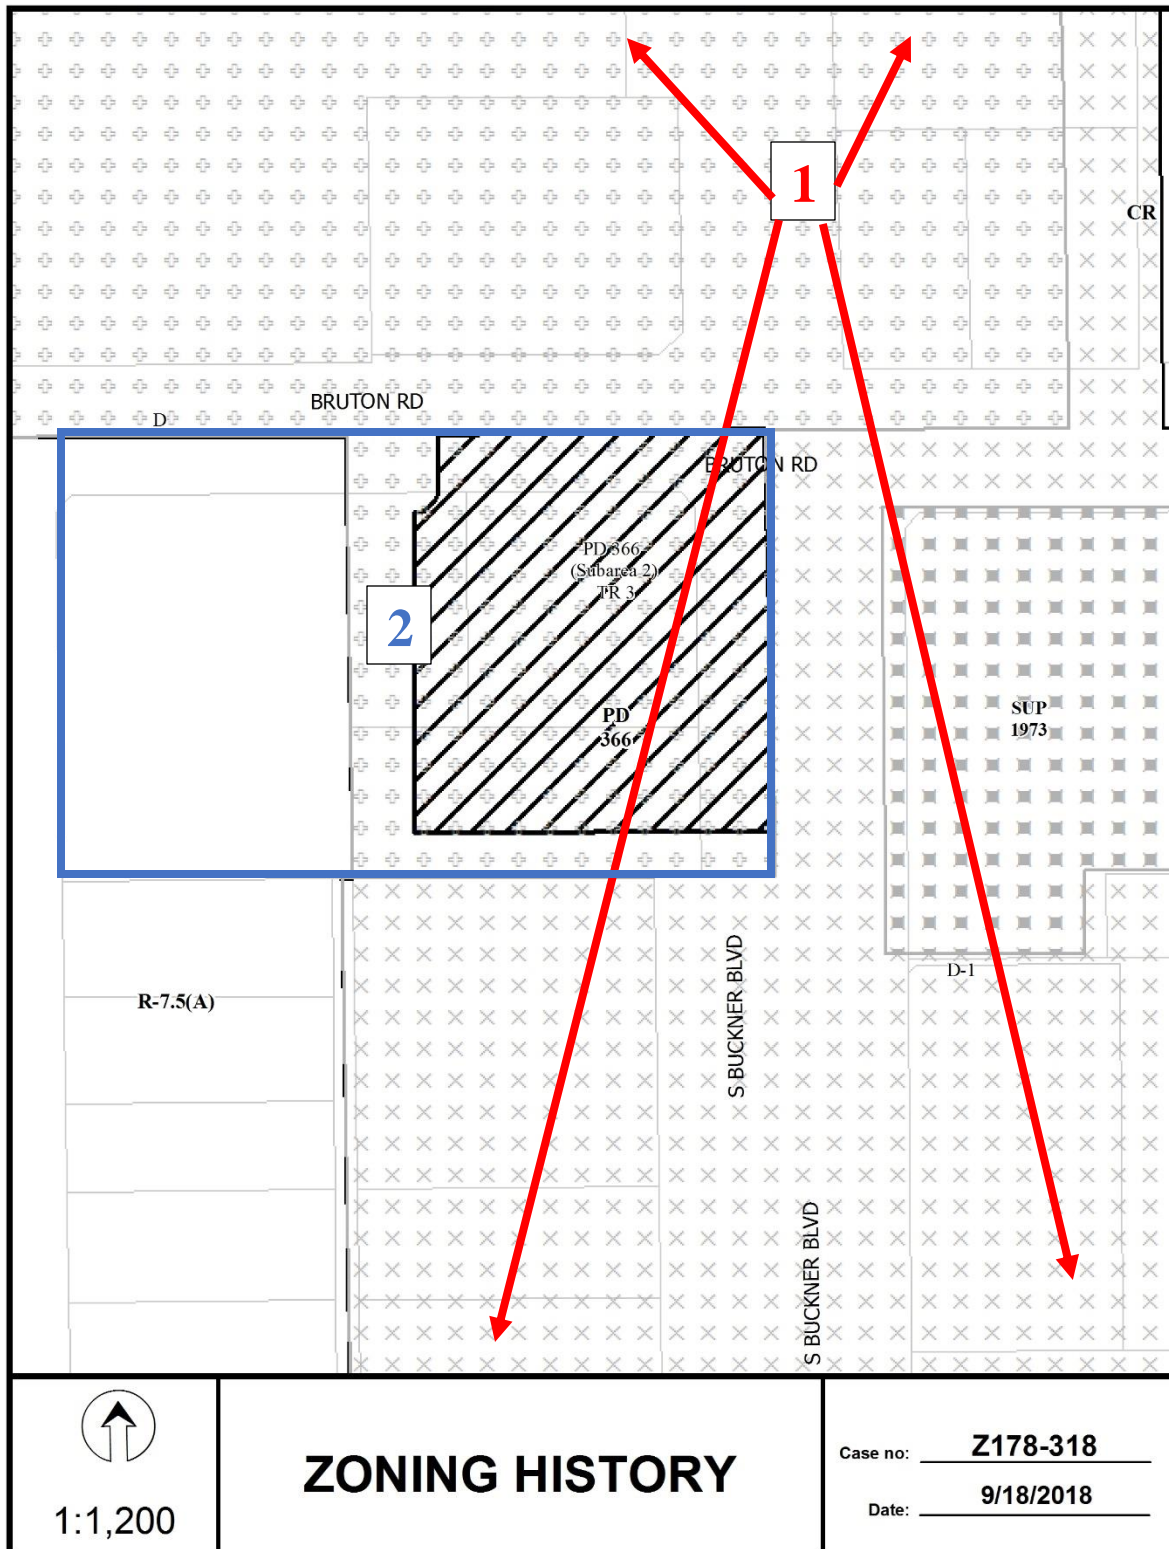 1
CR
BRUTON RD
D
BRUTON RD
PD 366
(Subarea 2)
TR 3
2
PD
366
SUP
1973
D-1
R-7.5(A)
S BUCKNER BLVD
S BUCKNER BLVD
1:1,200
ZONING HISTORY
Case no: Z178-318
Date: 9/18/2018